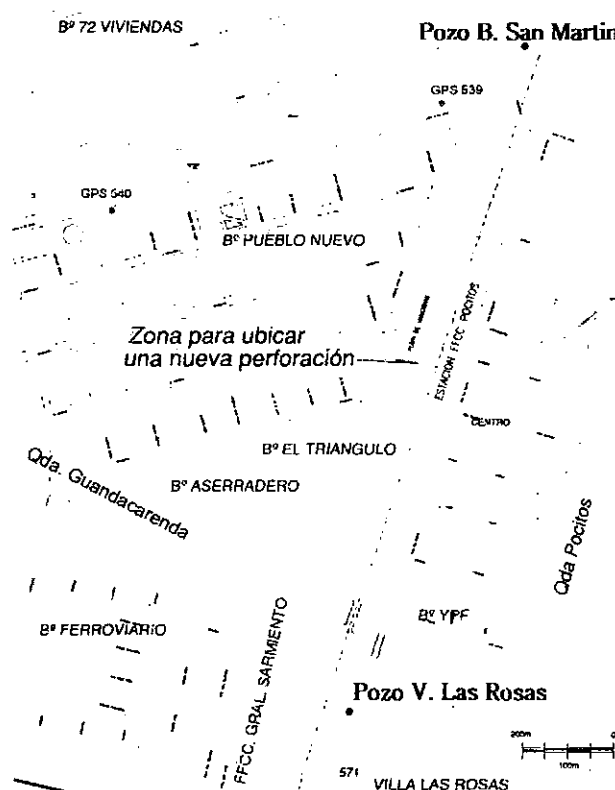 Bº 72 VIVIENDAS
Pozo B. San Martin
GPS 539
GPS 540
Bº PUEBLO NUEVO
Zona para ubicar
una nueva perforación
ESTACION FFCC POCITOS
CENTRO
Bº EL TRIANGULO
Bº ASERRADERO
Qda. Guandacarenda
Qda Pocitos
Bº FERROVIARIO
FFCC. GRAL. SARMIENTO
Bº YPF
Pozo V. Las Rosas
571
VILLA LAS ROSAS
200m
0
100m